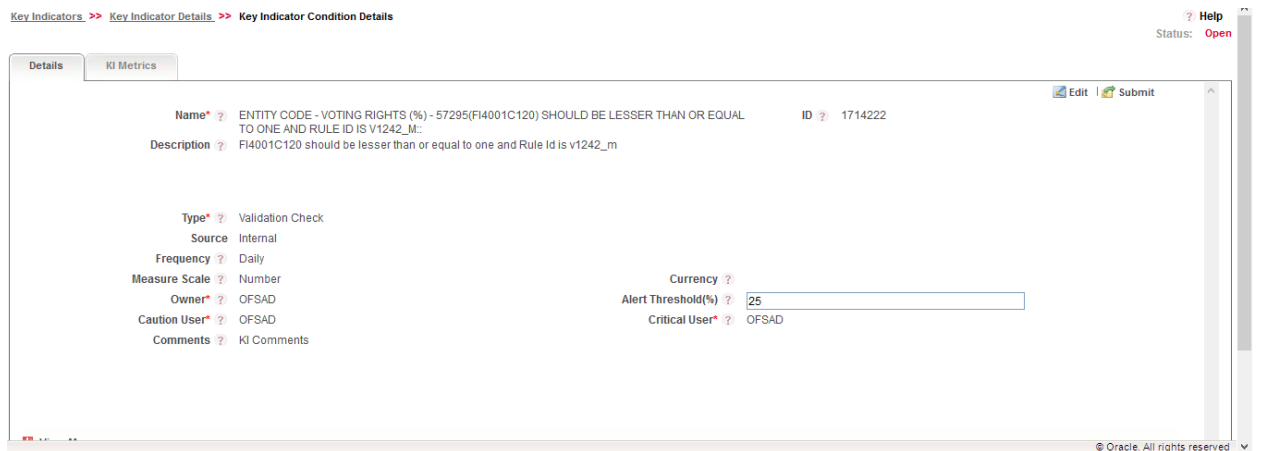 Key Indicators >> Key Indicator Details >> Key Indicator Condition Details
? Help
Status: Open
Details KI Metrics
Edit | Submit
Name* ? ENTITY CODE - VOTING RIGHTS (%) - 57295(FI4001C120) SHOULD BE LESSER THAN OR EQUAL ID ? 1714222
TO ONE AND RULE ID IS V1242_M::
Description ? FI4001C120 should be lesser than or equal to one and Rule Id is v1242_m
Type* ? Validation Check
Source Internal
Frequency ? Daily
Measure Scale ? Number Currency ?
Owner* ? OFSAD Alert Threshold(%) ? 25
Caution User* ? OFSAD Critical User* ? OFSAD
Comments ? KI Comments
© Oracle. All rights reserved